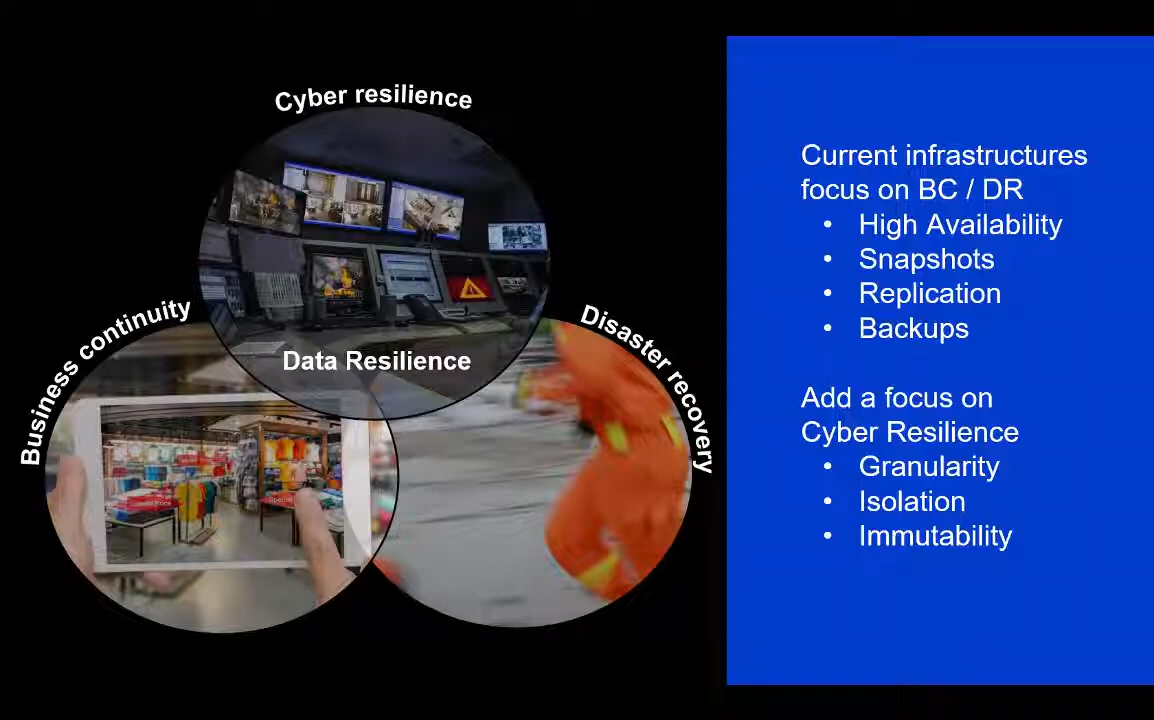 Cyber resilience
Data Resilience
Business continuity
Disaster recovery
Current infrastructures
focus on BC / DR
• High Availability
• Snapshots
• Replication
• Backups
Add a focus on
Cyber Resilience
• Granularity
• Isolation
• Immutability